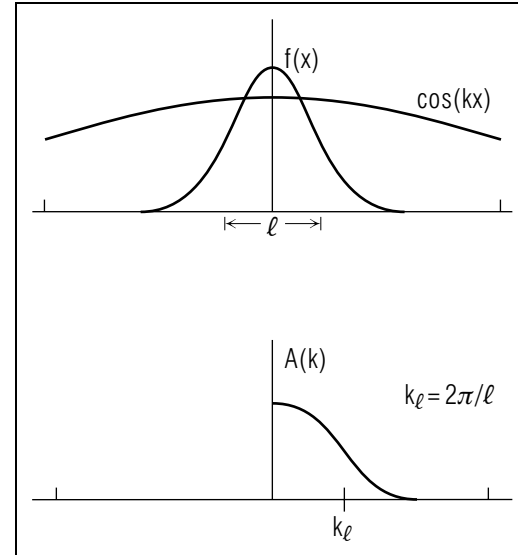 f(x)
cos(kx)
ℓ
A(k)
kℓ = 2π/ℓ
kℓ